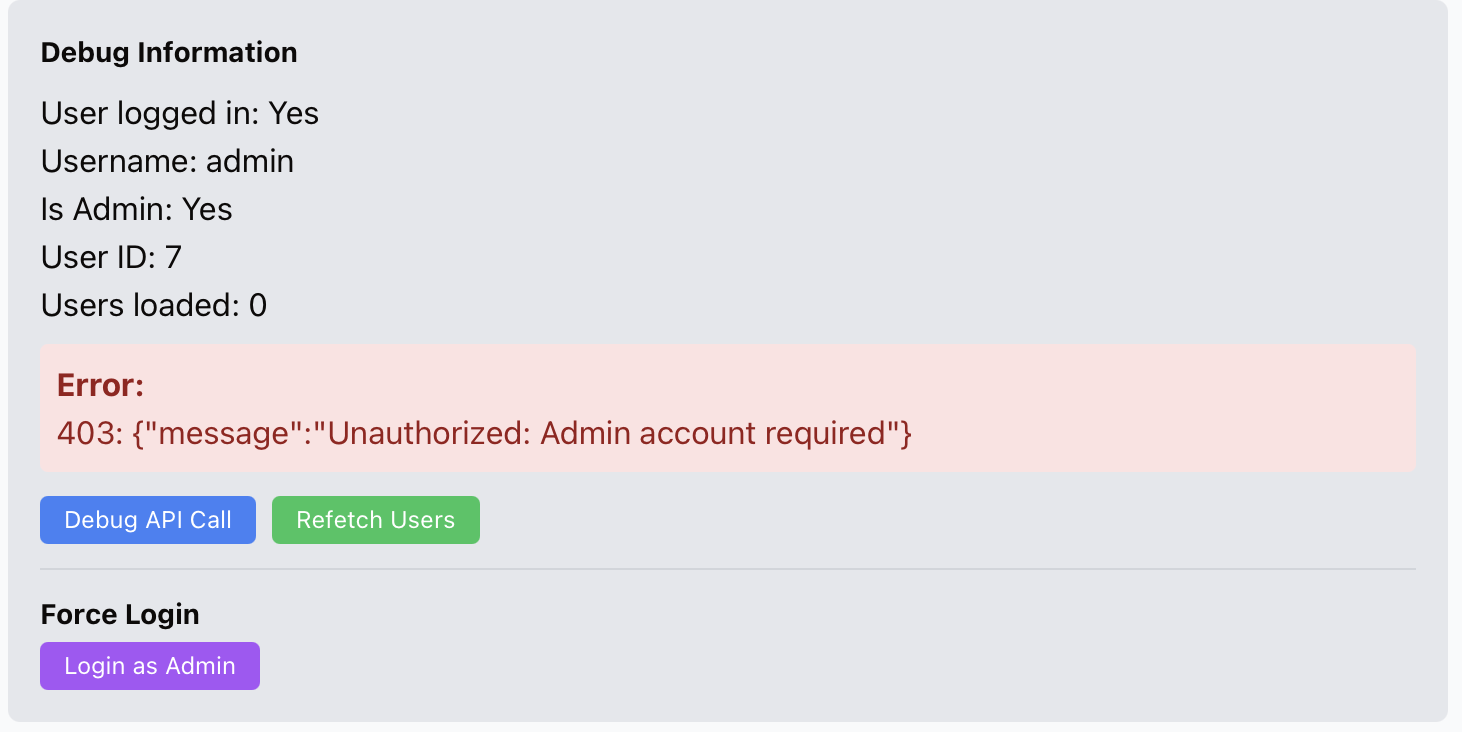 Debug Information
User logged in: Yes
Username: admin
Is Admin: Yes
User ID: 7
Users loaded: 0
Error:
403: {"message":"Unauthorized: Admin account required"}
Debug API Call
Refetch Users
Force Login
Login as Admin